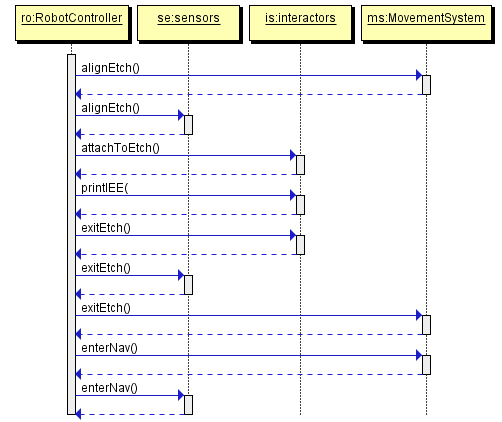 ro:RobotController
se:sensors
is:interactors
ms:MovementSystem
alignEtch()
alignEtch()
attachToEtch()
printIEE(
exitEtch()
exitEtch()
exitEtch()
enterNav()
enterNav()